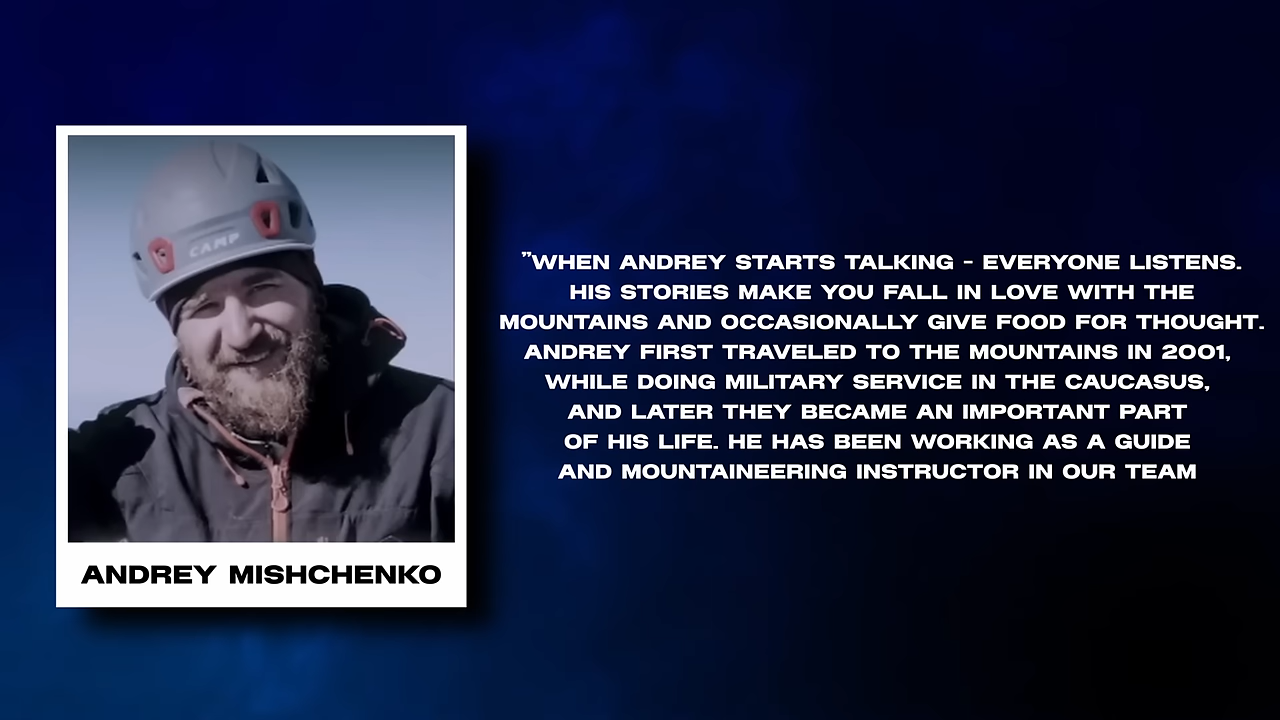 CAMP
ANDREY MISHCHENKO
"WHEN ANDREY STARTS TALKING - EVERYONE LISTENS.
HIS STORIES MAKE YOU FALL IN LOVE WITH THE
MOUNTAINS AND OCCASIONALLY GIVE FOOD FOR THOUGHT.
ANDREY FIRST TRAVELED TO THE MOUNTAINS IN 2001,
WHILE DOING MILITARY SERVICE IN THE CAUCASUS,
AND LATER THEY BECAME AN IMPORTANT PART
OF HIS LIFE. HE HAS BEEN WORKING AS A GUIDE
AND MOUNTAINEERING INSTRUCTOR IN OUR TEAM